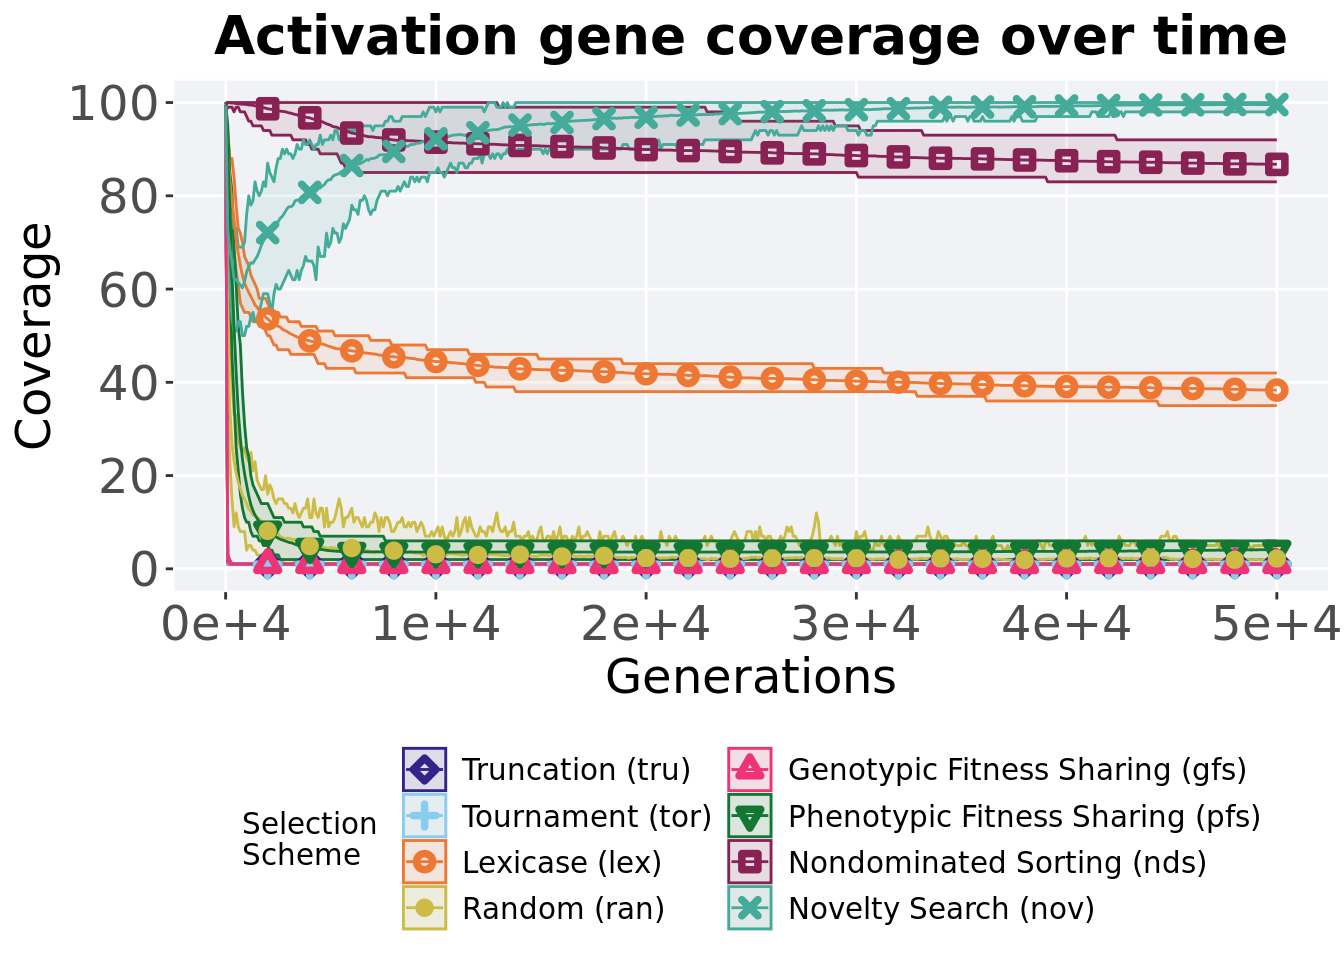 Activation gene coverage over time
Coverage
100
80
60
40
20
0
0e+4 1e+4 2e+4 3e+4 4e+4 5e+4
Generations
Selection
Scheme
Truncation (tru)
Tournament (tor)
Lexicase (lex)
Random (ran)
Genotypic Fitness Sharing (gfs)
Phenotypic Fitness Sharing (pfs)
Nondominated Sorting (nds)
Novelty Search (nov)